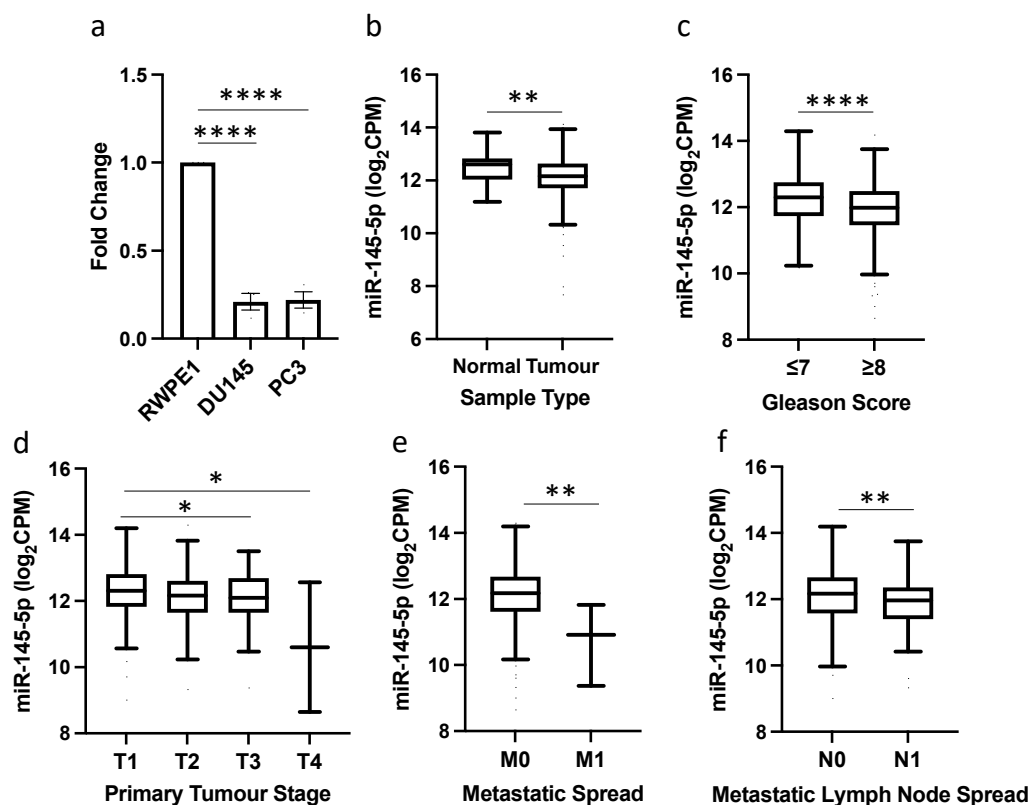 a
Fold Change
1.5
1.0
0.5
0.0
****
****
RWPE1
DU145
PC3
b
miR-145-5p (log₂CPM)
16
14
12
10
8
6
**
Normal Tumour
Sample Type
c
miR-145-5p (log₂CPM)
16
14
12
10
8
****
≤7
≥8
Gleason Score
d
miR-145-5p (log₂CPM)
16
14
12
10
8
*
*
T1
T2
T3
T4
Primary Tumour Stage
e
miR-145-5p (log₂CPM)
16
14
12
10
8
**
M0
M1
Metastatic Spread
f
miR-145-5p (log₂CPM)
16
14
12
10
8
**
N0
N1
Metastatic Lymph Node Spread